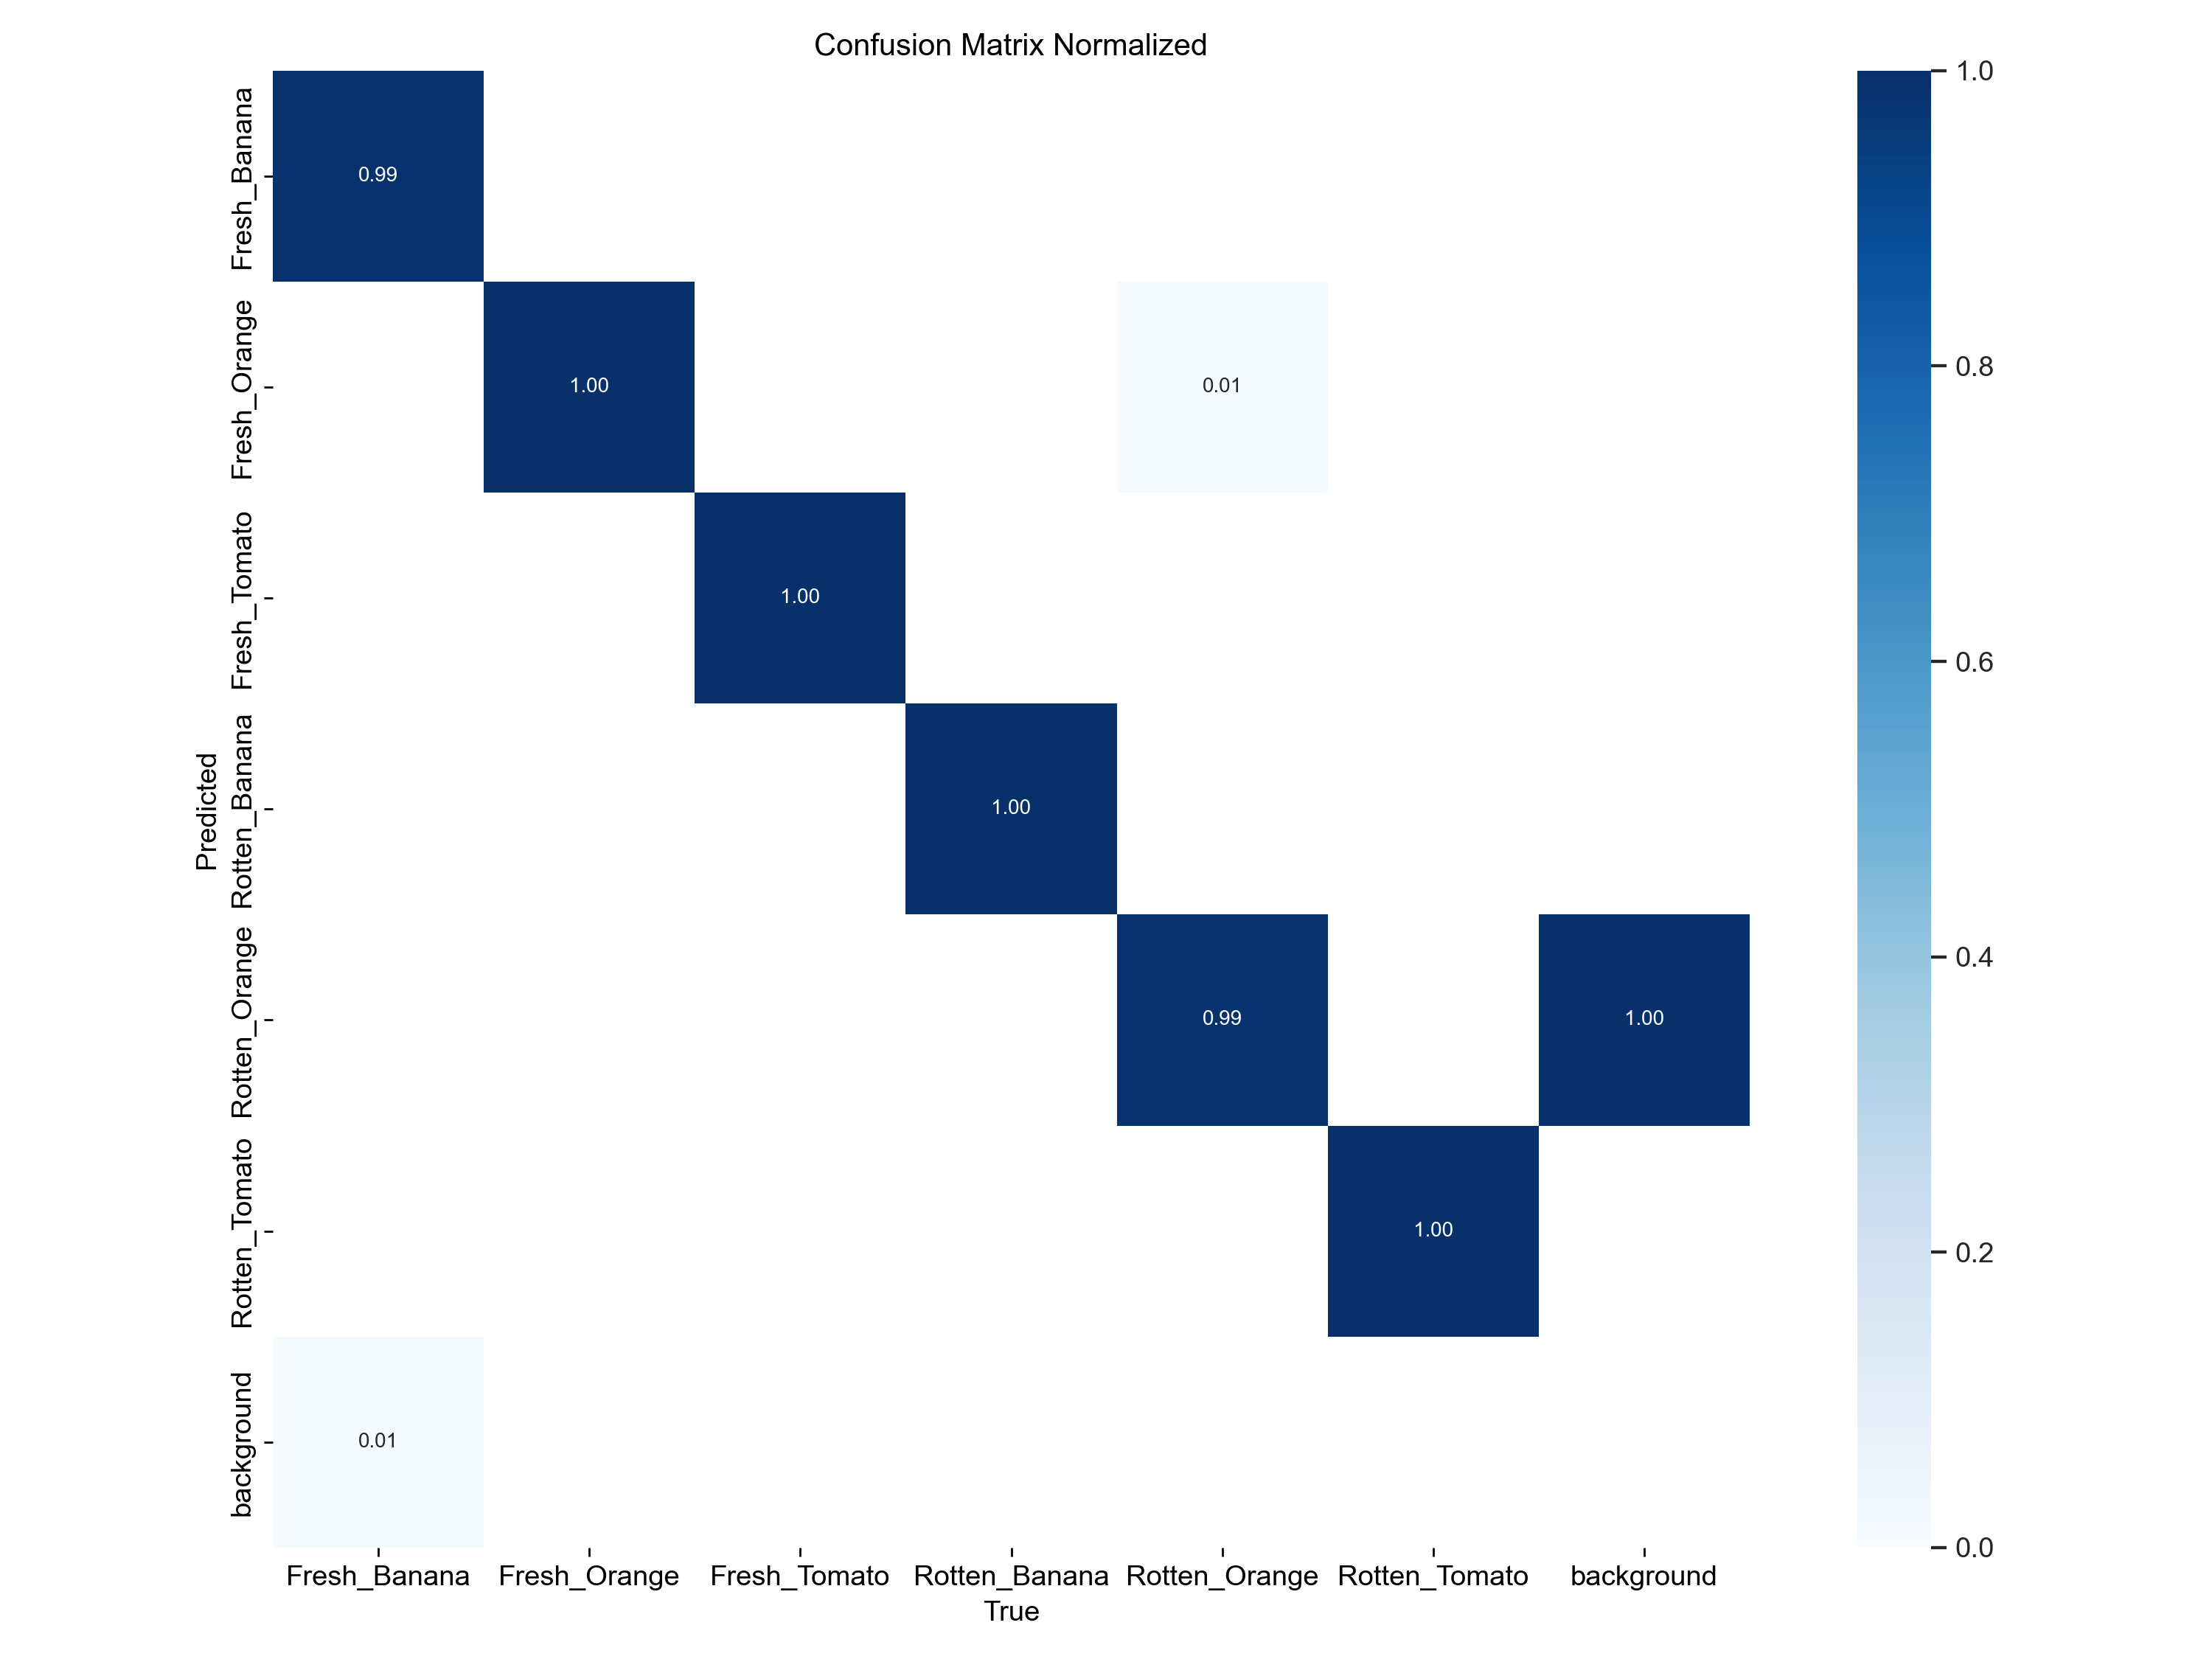 Confusion Matrix Normalized
Predicted
Fresh_Banana
Fresh_Orange
Fresh_Tomato
Rotten_Banana
Rotten_Orange
Rotten_Tomato
background
0.99
1.00
0.01
1.00
1.00
0.99
1.00
1.00
0.01
Fresh_Banana
Fresh_Orange
Fresh_Tomato
Rotten_Banana
Rotten_Orange
Rotten_Tomato
background
True
1.0
0.8
0.6
0.4
0.2
0.0